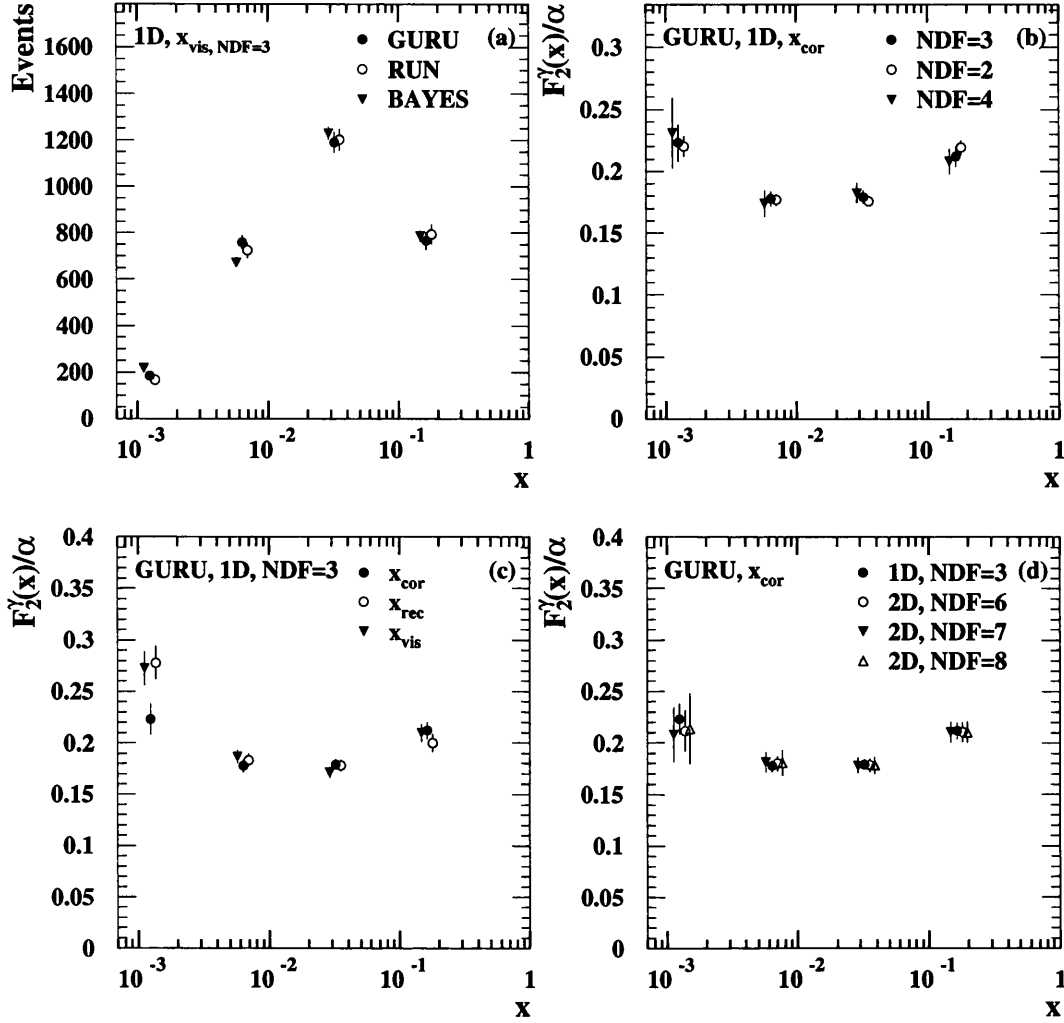 Events
1D, x_vis, NDF=3
(a)
GURU
RUN
BAYES
1600
1400
1200
1000
800
600
400
200
0
10^-3
10^-2
10^-1
1
x
F_2^γ(x)/α
GURU, 1D, x_cor
(b)
NDF=3
NDF=2
NDF=4
0.3
0.25
0.2
0.15
0.1
0.05
0
10^-3
10^-2
10^-1
1
x
F_2^γ(x)/α
GURU, 1D, NDF=3
(c)
x_cor
x_rec
x_vis
0.4
0.35
0.3
0.25
0.2
0.15
0.1
0.05
0
10^-3
10^-2
10^-1
1
x
F_2^γ(x)/α
GURU, x_cor
(d)
1D, NDF=3
2D, NDF=6
2D, NDF=7
2D, NDF=8
0.4
0.35
0.3
0.25
0.2
0.15
0.1
0.05
0
10^-3
10^-2
10^-1
1
x